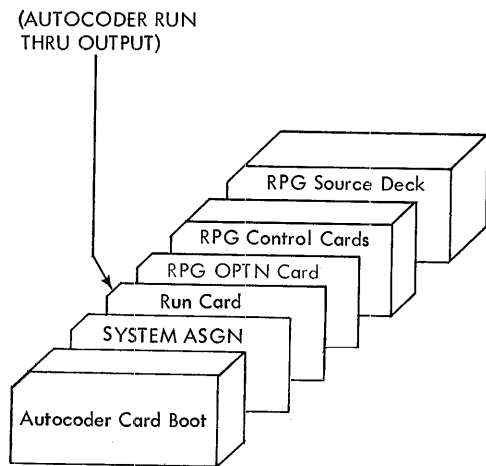 (AUTOCODER RUN
THRU OUTPUT)
RPG Source Deck
RPG Control Cards
RPG OPTN Card
Run Card
SYSTEM ASGN
Autocoder Card Boot